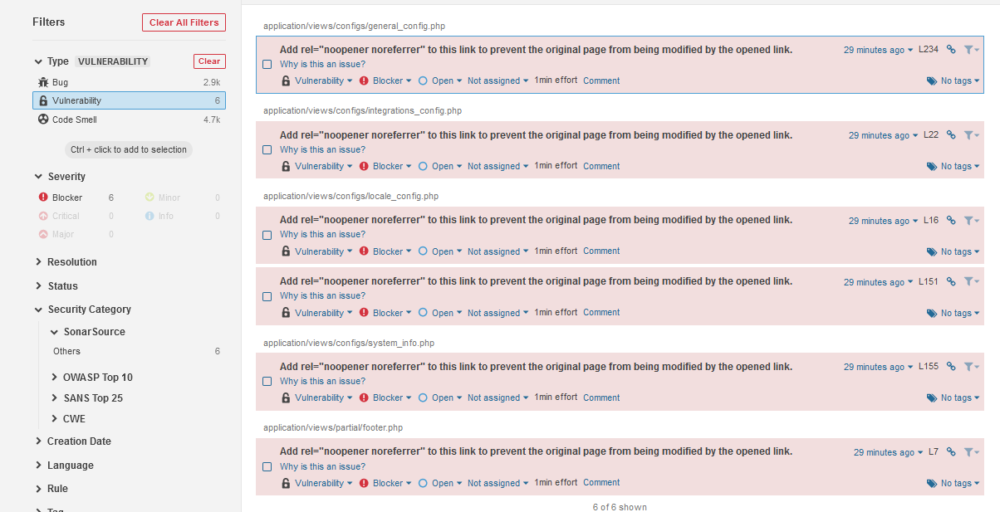 Filters
Clear All Filters
Type VULNERABILITY Clear
Bug 2.9k
Vulnerability 6
Code Smell 4.7k
Ctrl + click to add to selection
Severity
Blocker 6 Minor 0
Critical 0 Info 0
Major 0
Resolution
Status
Security Category
SonarSource
Others 6
OWASP Top 10
SANS Top 25
CWE
Creation Date
Language
Rule
Tag
application/views/configs/general_config.php
Add rel="noopener noreferrer" to this link to prevent the original page from being modified by the opened link. 29 minutes ago L234
Why is this an issue?
Vulnerability Blocker Open Not assigned 1min effort Comment No tags
application/views/configs/integrations_config.php
Add rel="noopener noreferrer" to this link to prevent the original page from being modified by the opened link. 29 minutes ago L22
Why is this an issue?
Vulnerability Blocker Open Not assigned 1min effort Comment No tags
application/views/configs/locale_config.php
Add rel="noopener noreferrer" to this link to prevent the original page from being modified by the opened link. 29 minutes ago L16
Why is this an issue?
Vulnerability Blocker Open Not assigned 1min effort Comment No tags
Add rel="noopener noreferrer" to this link to prevent the original page from being modified by the opened link. 29 minutes ago L151
Why is this an issue?
Vulnerability Blocker Open Not assigned 1min effort Comment No tags
application/views/configs/system_info.php
Add rel="noopener noreferrer" to this link to prevent the original page from being modified by the opened link. 29 minutes ago L155
Why is this an issue?
Vulnerability Blocker Open Not assigned 1min effort Comment No tags
application/views/partial/footer.php
Add rel="noopener noreferrer" to this link to prevent the original page from being modified by the opened link. 29 minutes ago L7
Why is this an issue?
Vulnerability Blocker Open Not assigned 1min effort Comment No tags
6 of 6 shown